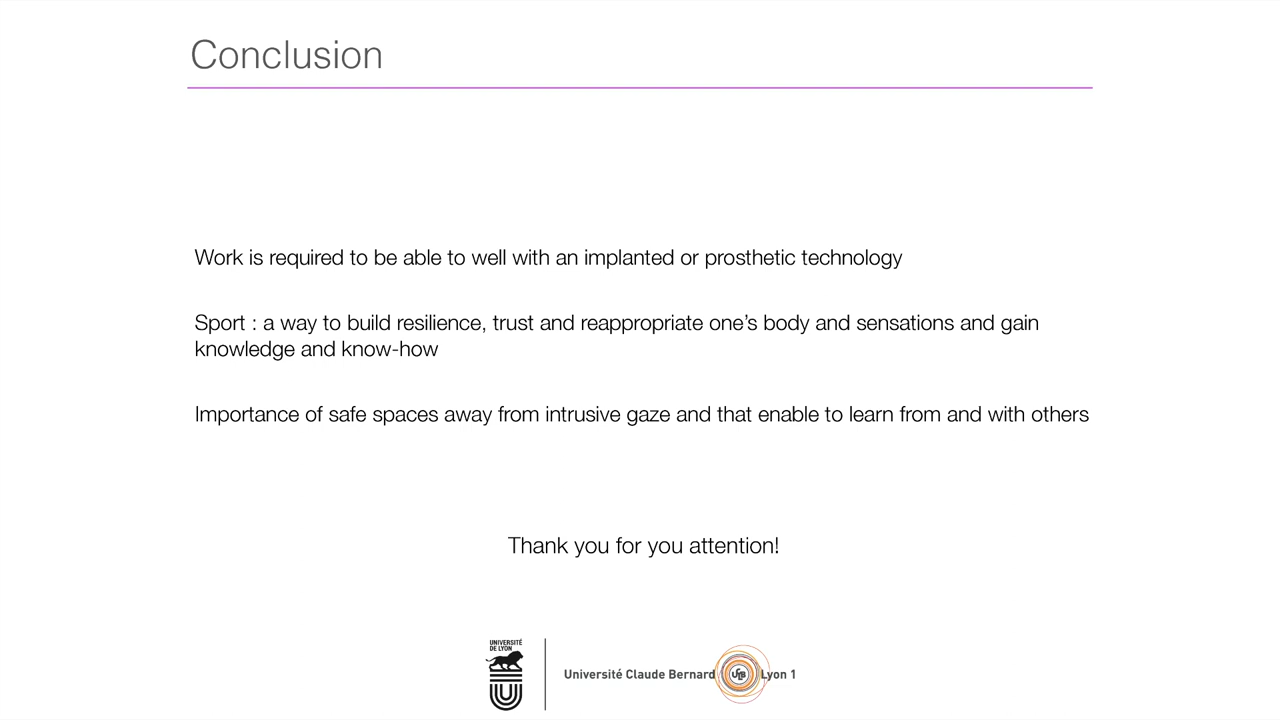 Conclusion
Work is required to be able to well with an implanted or prosthetic technology
Sport : a way to build resilience, trust and reappropriate one’s body and sensations and gain
knowledge and know-how
Importance of safe spaces away from intrusive gaze and that enable to learn from and with others
Thank you for you attention!
UNIVERSITÉ
DE LYON
Université Claude Bernard Lyon 1